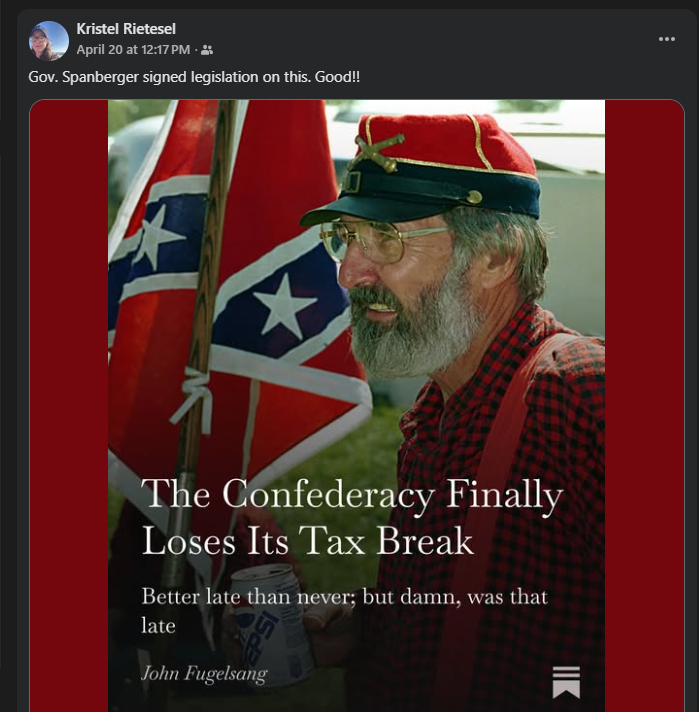 Kristel Rietesel
April 20 at 12:17 PM ·
Gov. Spanberger signed legislation on this. Good!!
The Confederacy Finally
Loses Its Tax Break
Better late than never; but damn, was that
late
PEPSI
John Fugelsang